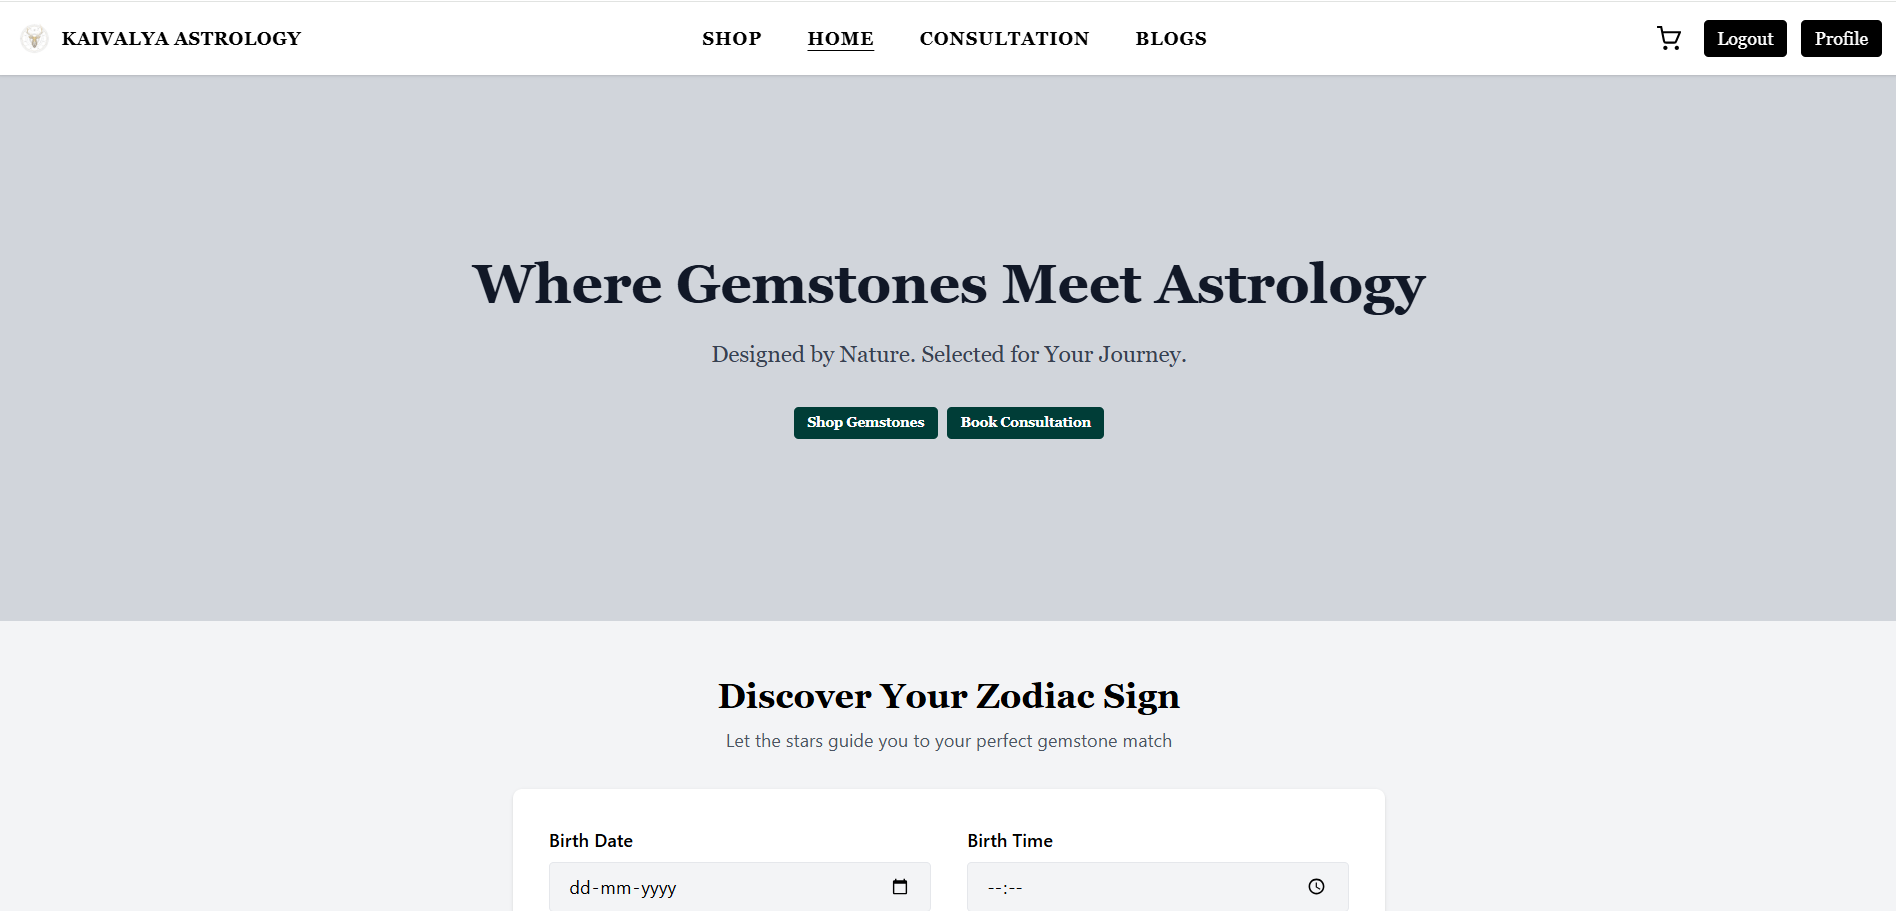 KAIVALYA ASTROLOGY
SHOP
HOME
CONSULTATION
BLOGS
Logout
Profile
Where Gemstones Meet Astrology
Designed by Nature. Selected for Your Journey.
Shop Gemstones
Book Consultation
Discover Your Zodiac Sign
Let the stars guide you to your perfect gemstone match
Birth Date
Birth Time
dd-mm-yyyy
--:--